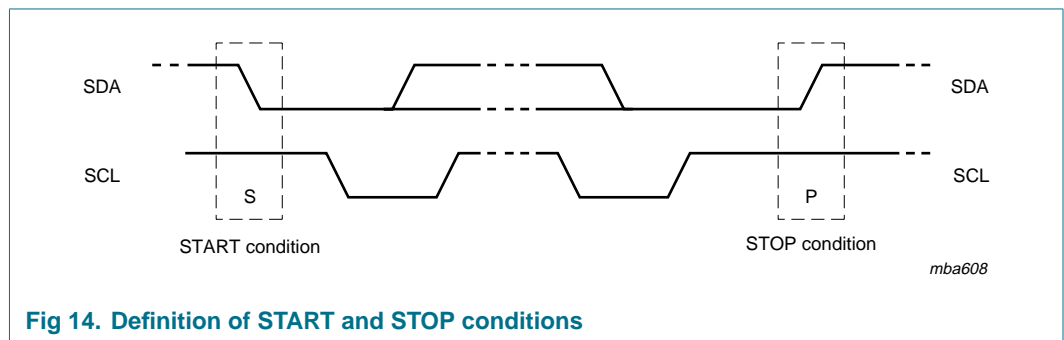 SDA
SDA
SCL
SCL
S
P
START condition
STOP condition
mba608
Fig 14. Definition of START and STOP conditions